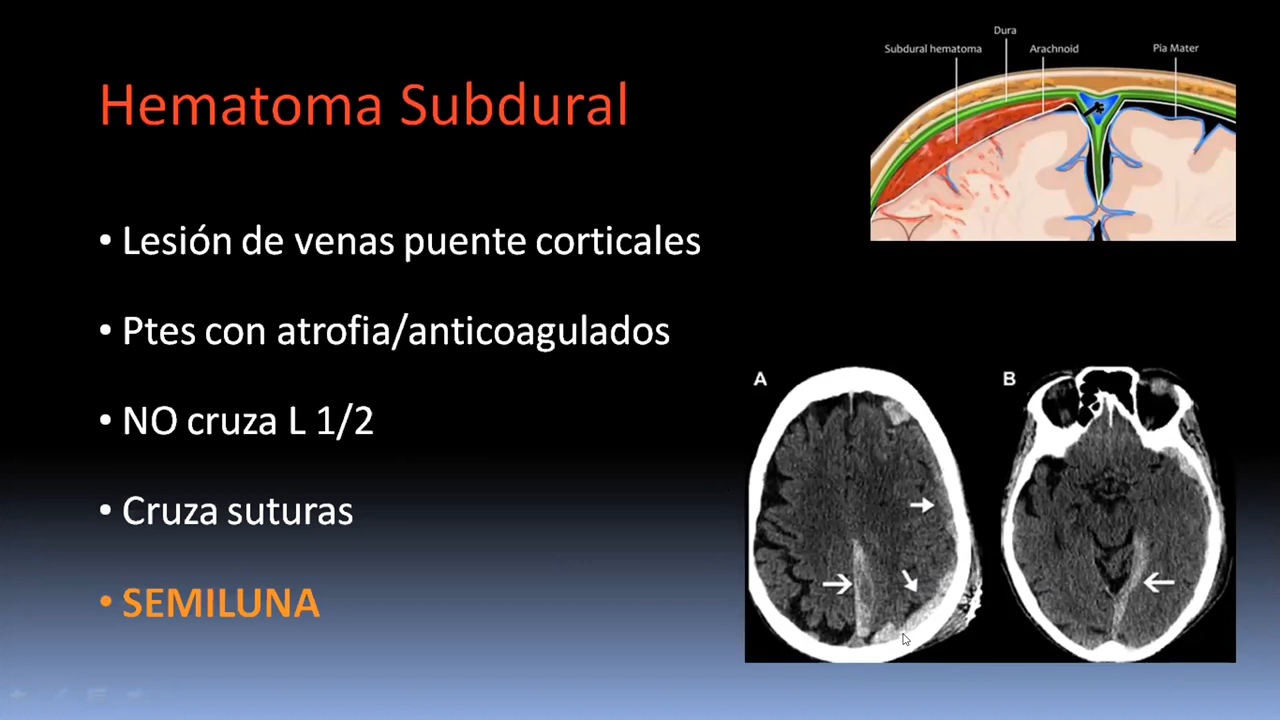 Hematoma Subdural
• Lesión de venas puente corticales
• Ptes con atrofia/anticoagulados
• NO cruza L 1/2
• Cruza suturas
• SEMILUNA
Dura
Subdural hematoma
Arachnoid
Pia Mater
A
B